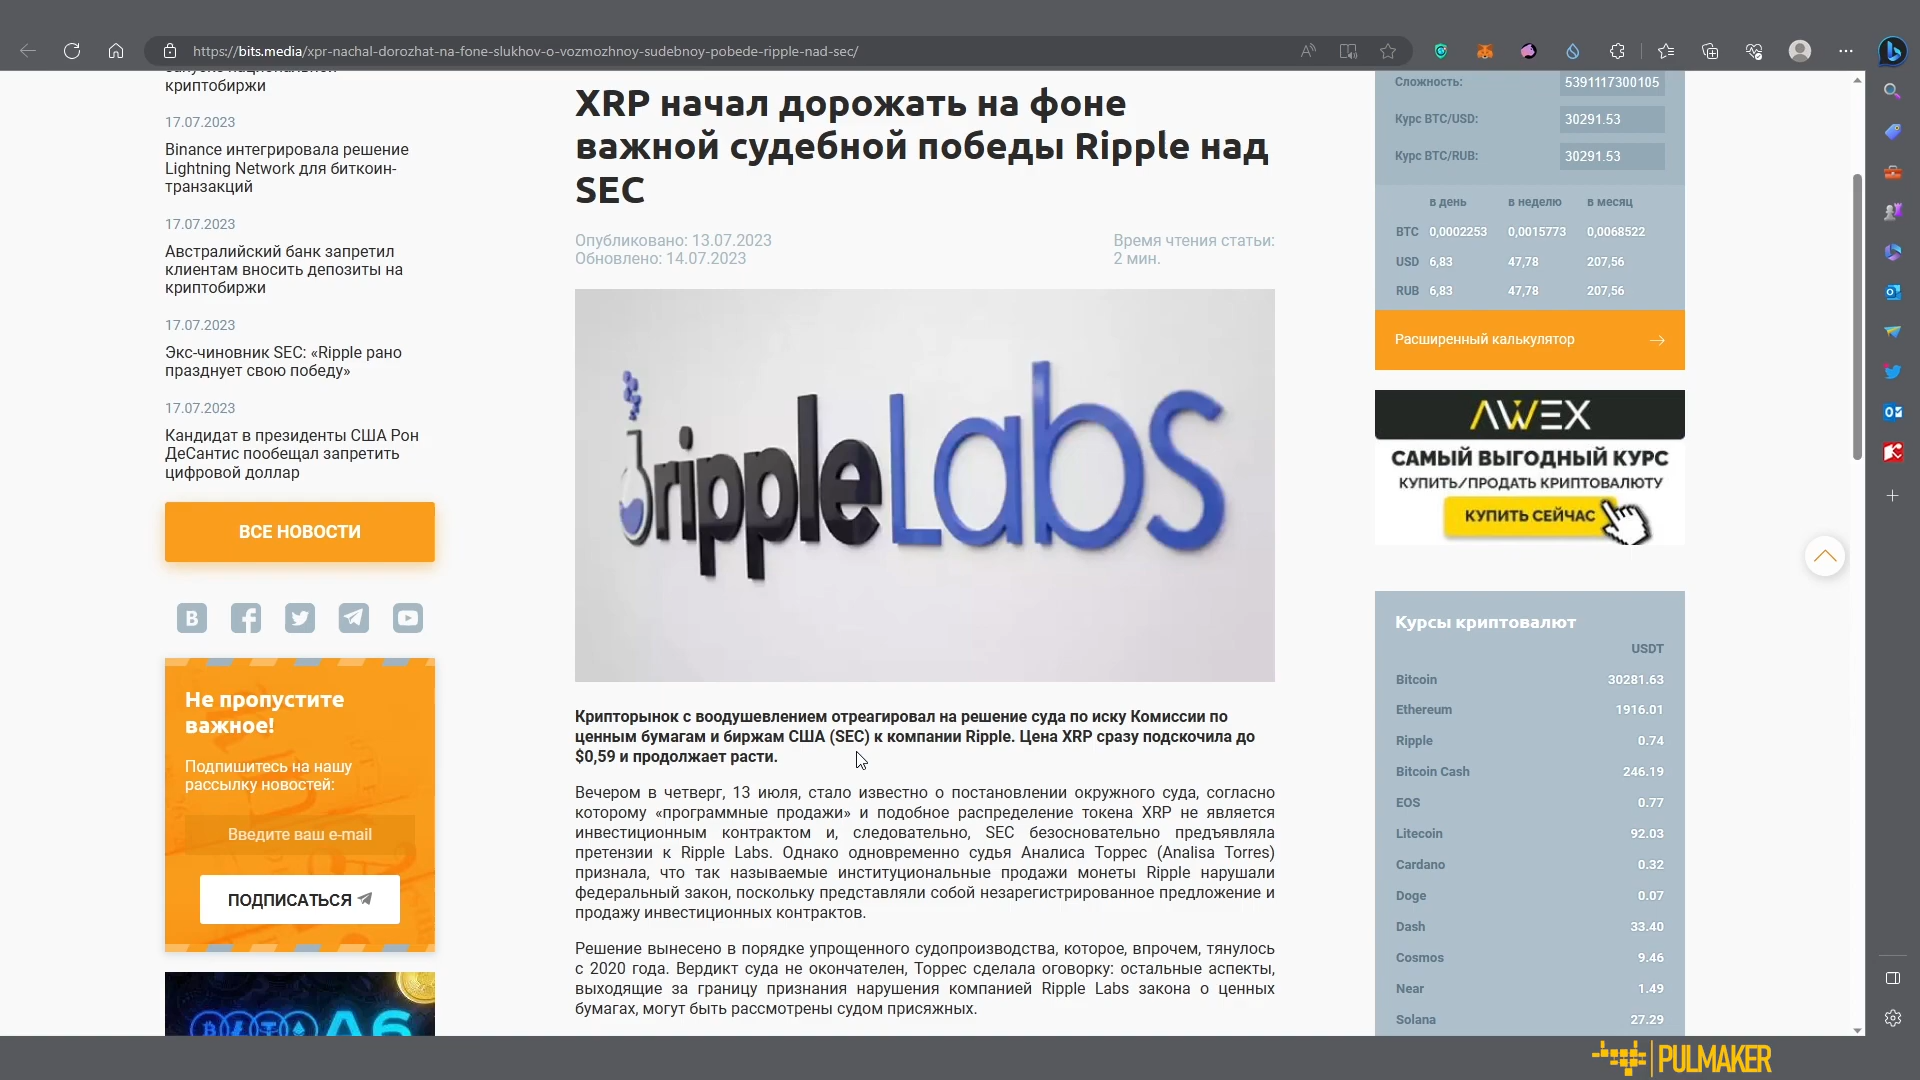 https://bits.media/xpr-nachal-dorozhat-na-fone-slukhov-o-vozmozhnoy-sudebnoy-pobede-ripple-nad-sec/
криптобиржи
17.07.2023
Binance интегрировала решение
Lightning Network для биткоин-
транзакций
17.07.2023
Австралийский банк запретил
клиентам вносить депозиты на
криптобиржи
17.07.2023
Экс-чиновник SEC: «Ripple рано
празднует свою победу»
17.07.2023
Кандидат в президенты США Рон
ДеСантис пообещал запретить
цифровой доллар
ВСЕ НОВОСТИ
Не пропустите
важное!
Подпишитесь на нашу
рассылку новостей:
Введите ваш e-mail
ПОДПИСАТЬСЯ
XRP начал дорожать на фоне
важной судебной победы Ripple над
SEC
Опубликовано: 13.07.2023
Обновлено: 14.07.2023
Время чтения статьи:
2 мин.
rippleLabs
Крипторынок с воодушевлением отреагировал на решение суда по иску Комиссии по
ценным бумагам и биржам США (SEC) к компании Ripple. Цена XRP сразу подскочила до
$0,59 и продолжает расти.
Вечером в четверг, 13 июля, стало известно о постановлении окружного суда, согласно
которому «программные продажи» и подобное распределение токена XRP не является
инвестиционным контрактом и, следовательно, SEC безосновательно предъявляла
претензии к Ripple Labs. Однако одновременно судья Аналиса Торрес (Analisa Torres)
признала, что так называемые институциональные продажи монеты Ripple нарушали
федеральный закон, поскольку представляли собой незарегистрированное предложение и
продажу инвестиционных контрактов.
Решение вынесено в порядке упрощенного судопроизводства, которое, впрочем, тянулось
с 2020 года. Вердикт суда не окончателен, Торрес сделала оговорку: остальные аспекты,
выходящие за границу признания нарушения компанией Ripple Labs закона о ценных
бумагах, могут быть рассмотрены судом присяжных.
Сложность: 5391117300105
Курс BTC/USD: 30291.53
Курс BTC/RUB: 30291.53
в день в неделю в месяц
BTC 0,0002253 0,0015773 0,0068522
USD 6,83 47,78 207,56
RUB 6,83 47,78 207,56
Расширенный калькулятор
AWEX
САМЫЙ ВЫГОДНЫЙ КУРС
КУПИТЬ/ПРОДАТЬ КРИПТОВАЛЮТУ
КУПИТЬ СЕЙЧАС
Курсы криптовалют
USDT
Bitcoin 30281.63
Ethereum 1916.01
Ripple 0.74
Bitcoin Cash 246.19
EOS 0.77
Litecoin 92.03
Cardano 0.32
Doge 0.07
Dash 33.40
Cosmos 9.46
Near 1.49
Solana 27.29
PULMAKER